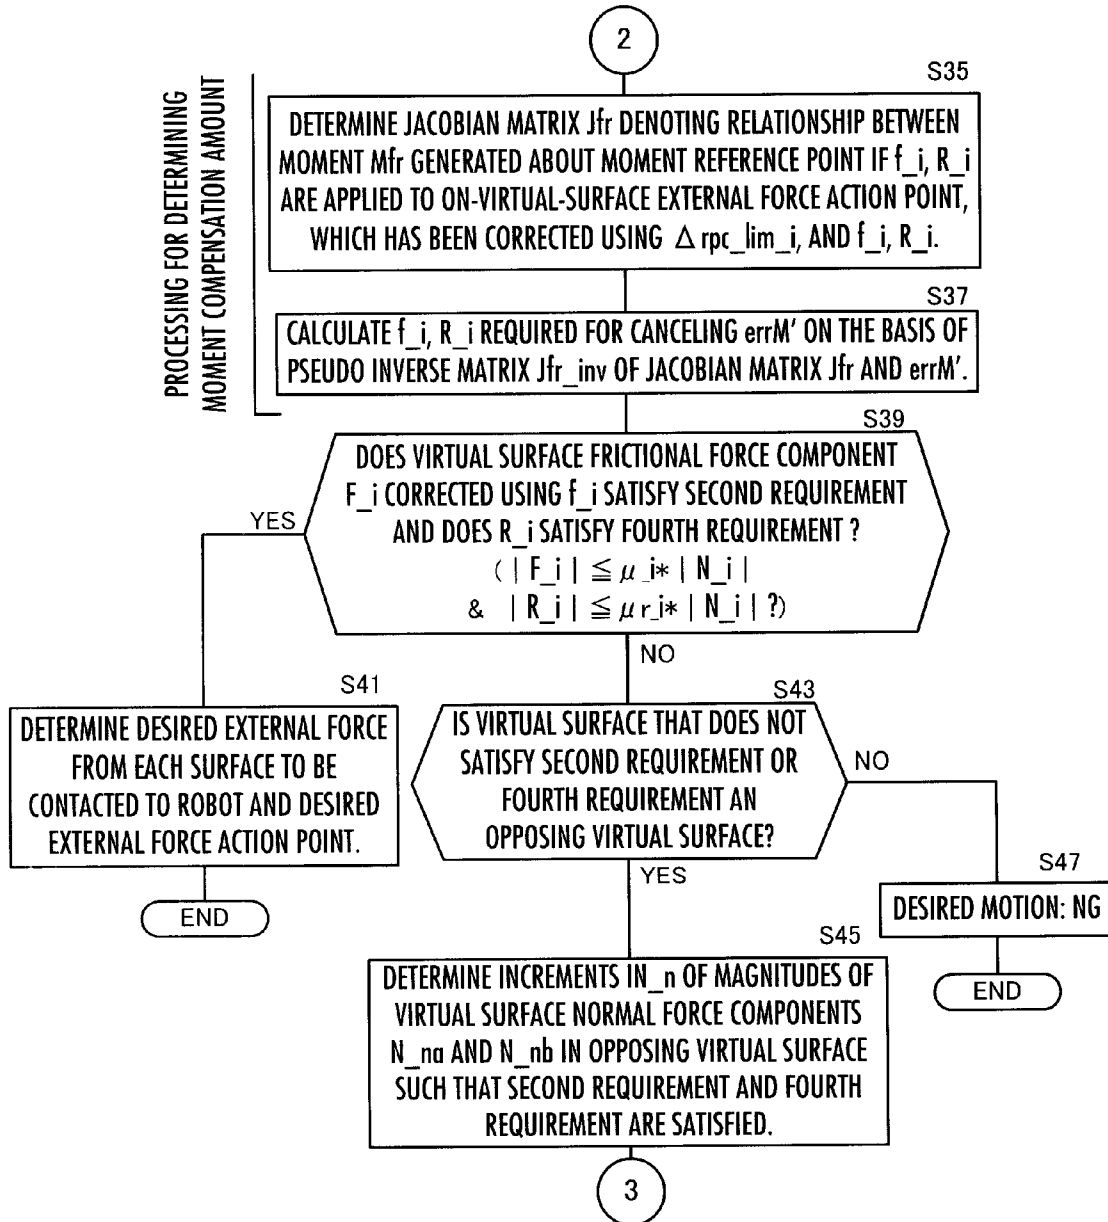 2
S35
PROCESSING FOR DETERMINING
MOMENT COMPENSATION AMOUNT
DETERMINE JACOBIAN MATRIX Jfr DENOTING RELATIONSHIP BETWEEN
MOMENT Mfr GENERATED ABOUT MOMENT REFERENCE POINT IF f_i, R_i
ARE APPLIED TO ON-VIRTUAL-SURFACE EXTERNAL FORCE ACTION POINT,
WHICH HAS BEEN CORRECTED USING Δrpc_lim_i, AND f_i, R_i.
S37
CALCULATE f_i, R_i REQUIRED FOR CANCELING errM' ON THE BASIS OF
PSEUDO INVERSE MATRIX Jfr_inv OF JACOBIAN MATRIX Jfr AND errM'.
S39
DOES VIRTUAL SURFACE FRICTIONAL FORCE COMPONENT
F_i CORRECTED USING f_i SATISFY SECOND REQUIREMENT
AND DOES R_i SATISFY FOURTH REQUIREMENT ?
( | F_i | ≦ μ_i* | N_i |
& | R_i | ≦ μr_i* | N_i | ?)
YES
NO
S41
DETERMINE DESIRED EXTERNAL FORCE
FROM EACH SURFACE TO BE
CONTACTED TO ROBOT AND DESIRED
EXTERNAL FORCE ACTION POINT.
END
S43
IS VIRTUAL SURFACE THAT DOES NOT
SATISFY SECOND REQUIREMENT OR
FOURTH REQUIREMENT AN
OPPOSING VIRTUAL SURFACE?
NO
YES
S47
DESIRED MOTION: NG
END
S45
DETERMINE INCREMENTS IN_n OF MAGNITUDES OF
VIRTUAL SURFACE NORMAL FORCE COMPONENTS
N_na AND N_nb IN OPPOSING VIRTUAL SURFACE
SUCH THAT SECOND REQUIREMENT AND FOURTH
REQUIREMENT ARE SATISFIED.
3